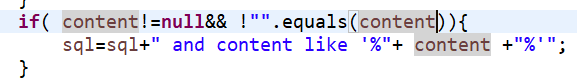 if( content!=null&& !"".equals(content)){
sql=sql+" and content like '%"+ content +"%'";
}